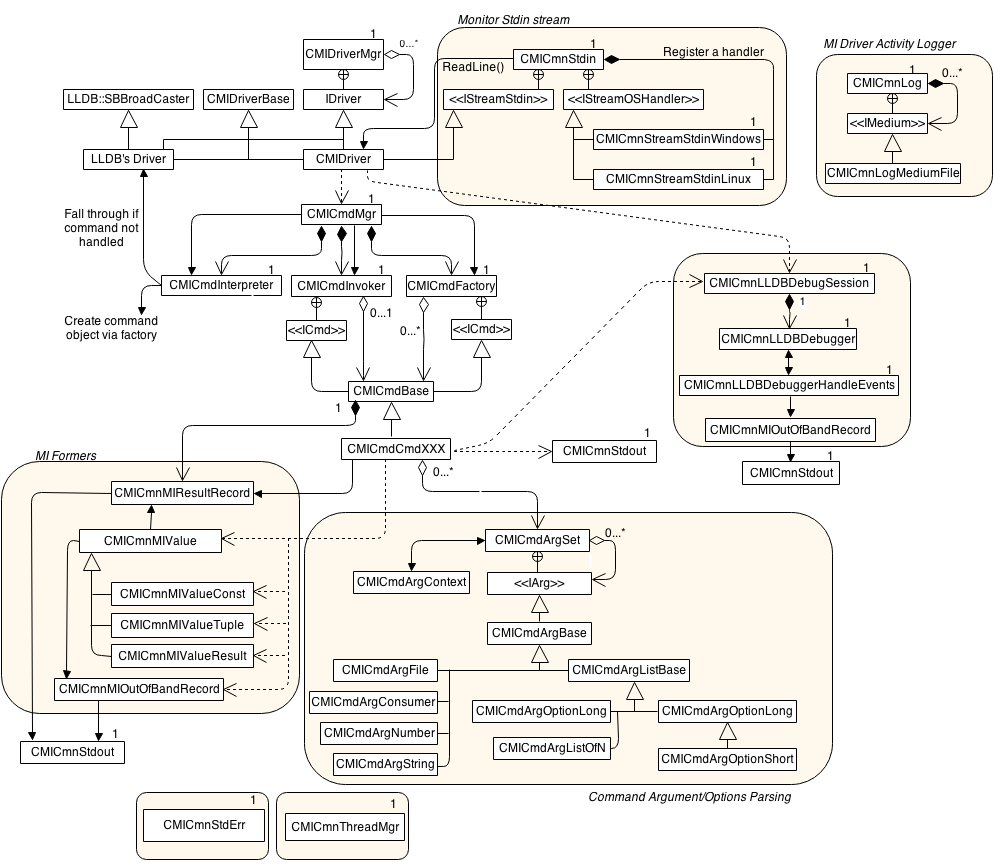 Monitor Stdin stream
1
CMIDriverMgr
0...*
IDriver
LLDB::SBBroadCaster
CMIDriverBase
LLDB's Driver
CMIDriver
1
CMICmnStdin
Register a handler
ReadLine()
<<IStreamStdin>>
<<IStreamOSHandler>>
1
CMICmnStreamStdinWindows
1
CMICmnStreamStdinLinux
MI Driver Activity Logger
1
CMICmnLog
0...*
<<IMedium>>
CMICmnLogMediumFile
Fall through if
command not
handled
1
CMICmdMgr
1
CMICmdInterpreter
1
CMICmdInvoker
1
CMICmdFactory
Create command
object via factory
<<ICmd>>
0...1
0...*
<<ICmd>>
CMICmdBase
1
CMICmdCmdXXX
0...*
1
CMICmnStdout
1
CMICmnLLDBDebugSession
1
1
CMICmnLLDBDebugger
1
CMICmnLLDBDebuggerHandleEvents
CMICmnMIOutOfBandRecord
1
CMICmnStdout
MI Formers
CMICmnMIResultRecord
CMICmnMIValue
CMICmnMIValueConst
CMICmnMIValueTuple
CMICmnMIValueResult
CMICmnMIOutOfBandRecord
1
CMICmnStdout
CMICmdArgSet
0...*
CMICmdArgContext
<<IArg>>
CMICmdArgBase
CMICmdArgFile
CMICmdArgListBase
CMICmdArgConsumer
CMICmdArgOptionLong
CMICmdArgOptionLong
CMICmdArgNumber
CMICmdArgListOfN
CMICmdArgString
CMICmdArgOptionShort
Command Argument/Options Parsing
1
CMICmnStdErr
1
CMICmnThreadMgr